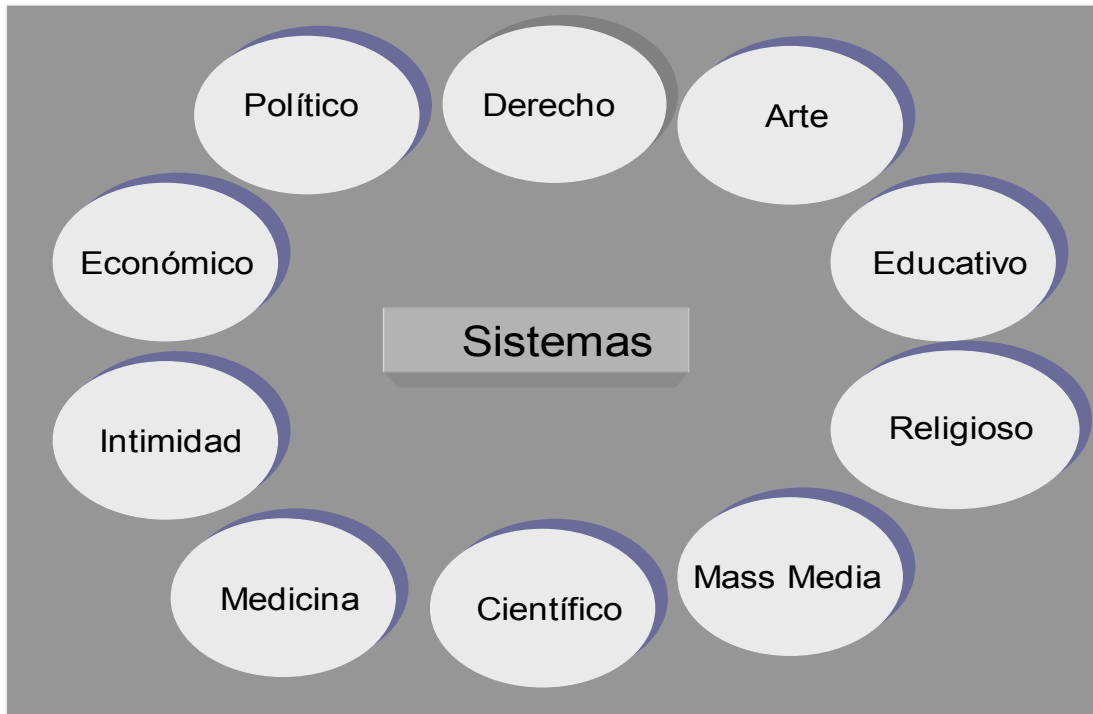 Político
Derecho
Arte
Económico
Educativo
Sistemas
Intimidad
Religioso
Medicina
Científico
Mass Media